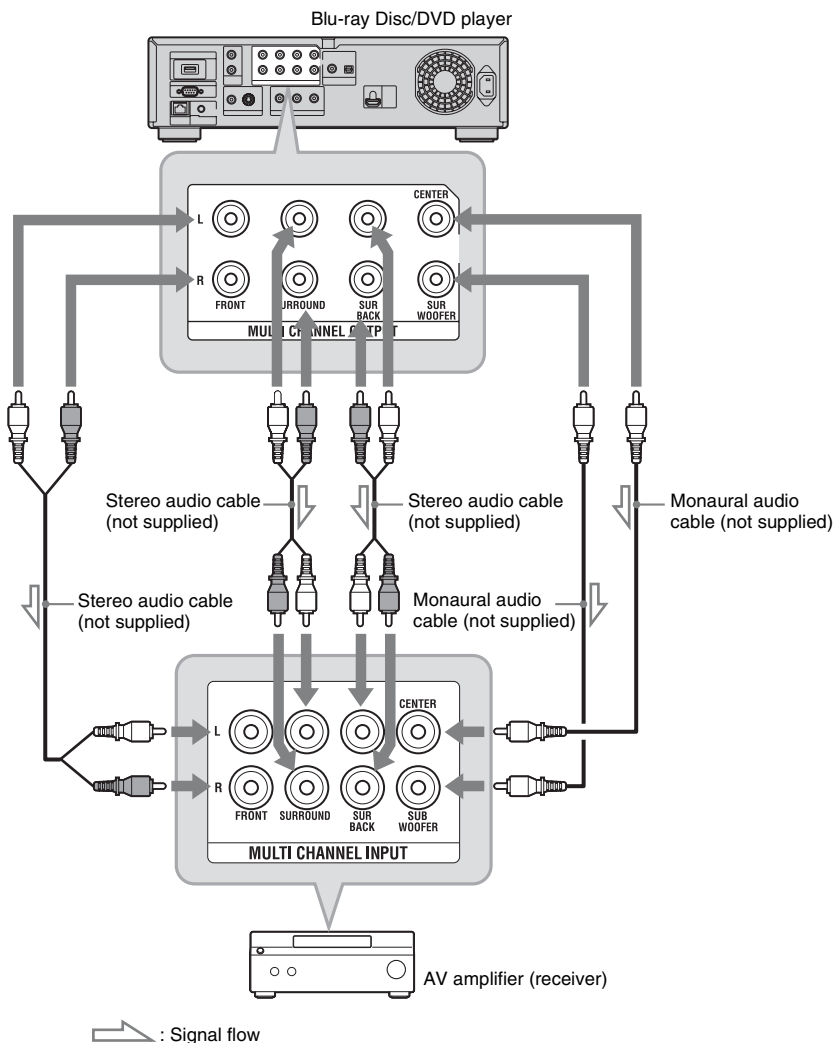 Blu-ray Disc/DVD player
CENTER
L
R
FRONT
SURROUND
SUR
BACK
SUR
WOOFER
MULTI CHANNEL OUTPUT
Stereo audio cable
(not supplied)
Stereo audio cable
(not supplied)
Monaural audio
cable (not supplied)
Stereo audio cable
(not supplied)
Monaural audio
cable (not supplied)
CENTER
L
R
FRONT
SURROUND
SUR
BACK
SUB
WOOFER
MULTI CHANNEL INPUT
AV amplifier (receiver)
: Signal flow